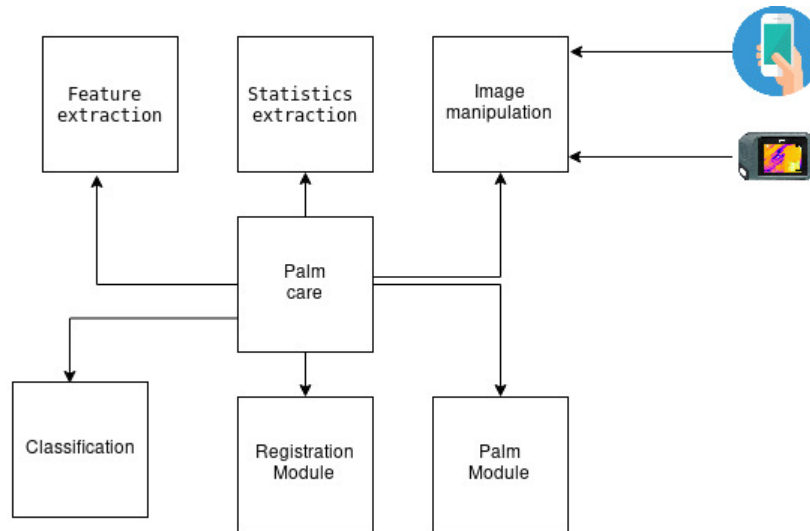 Feature
extraction
Statistics
extraction
Image
manipulation
Palm
care
Classification
Registration
Module
Palm
Module